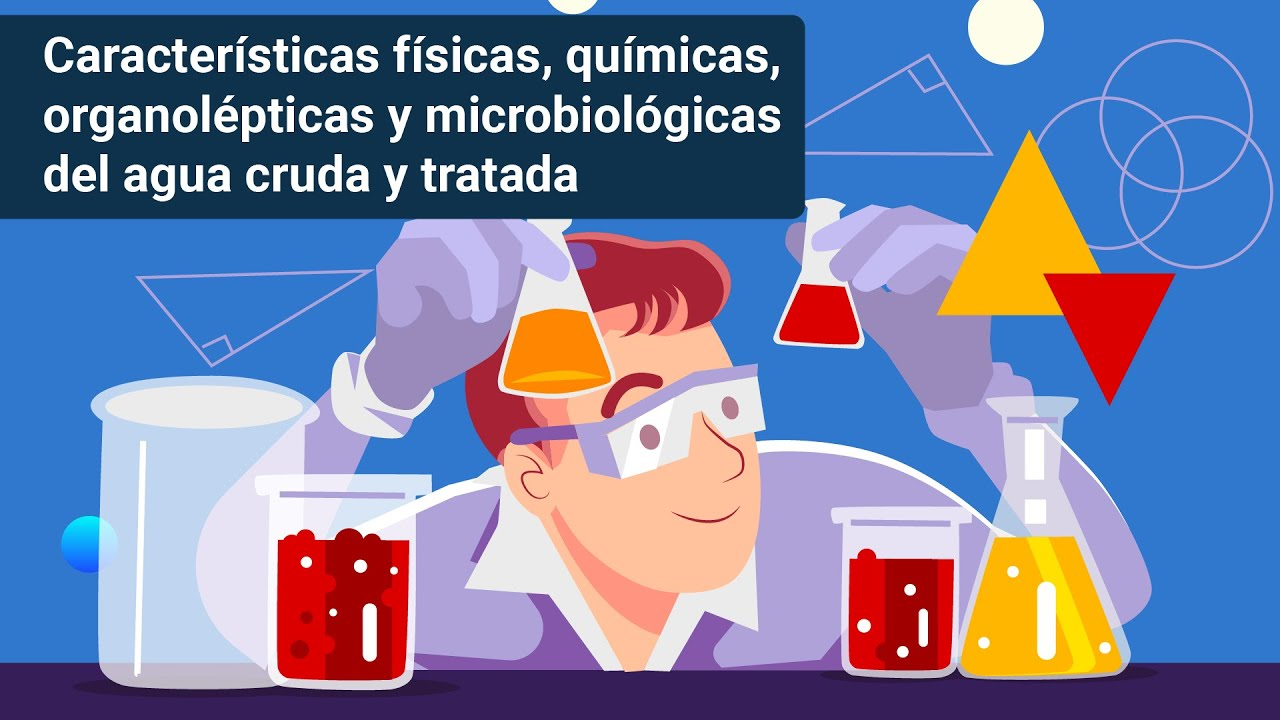 Características físicas, químicas,
organolépticas y microbiológicas
del agua cruda y tratada